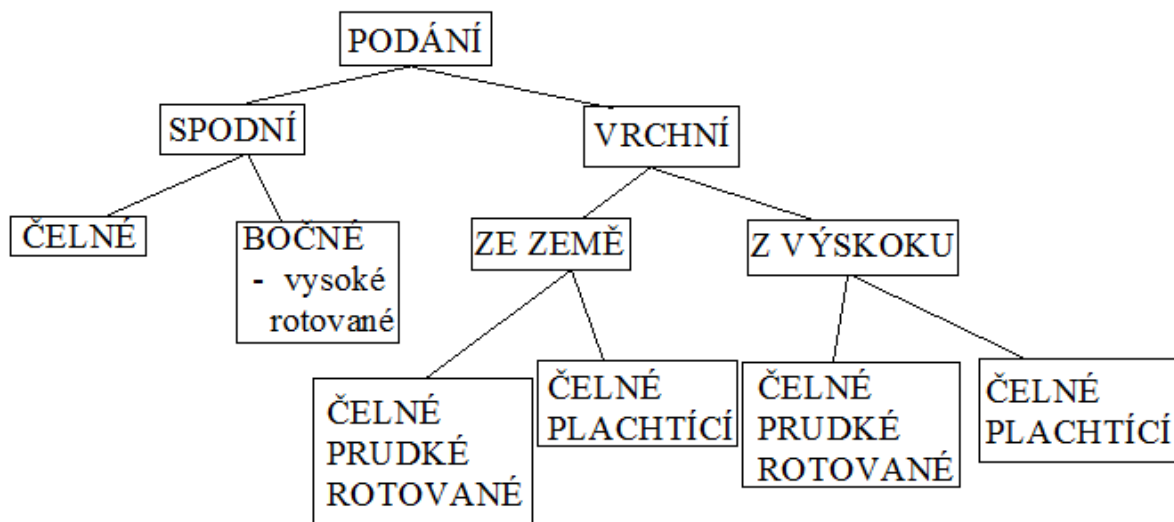 PODÁNÍ
SPODNÍ
VRCHNÍ
ČELNÉ
BOČNÉ
- vysoké
rotované
ZE ZEMĚ
Z VÝSKOKU
ČELNÉ
PRUDKÉ
ROTOVANÉ
ČELNÉ
PLACHTÍCÍ
ČELNÉ
PRUDKÉ
ROTOVANÉ
ČELNÉ
PLACHTÍCÍ